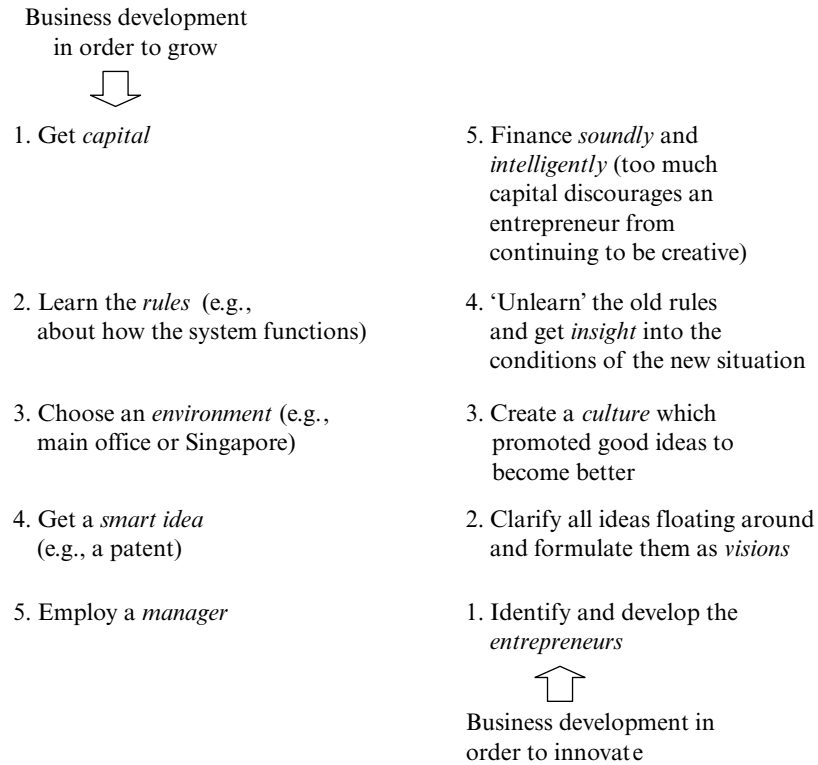 Business development
in order to grow
1. Get capital
2. Learn the rules (e.g.,
about how the system functions)
3. Choose an environment (e.g.,
main office or Singapore)
4. Get a smart idea
(e.g., a patent)
5. Employ a manager
5. Finance soundly and
intelligently (too much
capital discourages an
entrepreneur from
continuing to be creative)
4. ‘Unlearn’ the old rules
and get insight into the
conditions of the new situation
3. Create a culture which
promoted good ideas to
become better
2. Clarify all ideas floating around
and formulate them as visions
1. Identify and develop the
entrepreneurs
Business development in
order to innovate